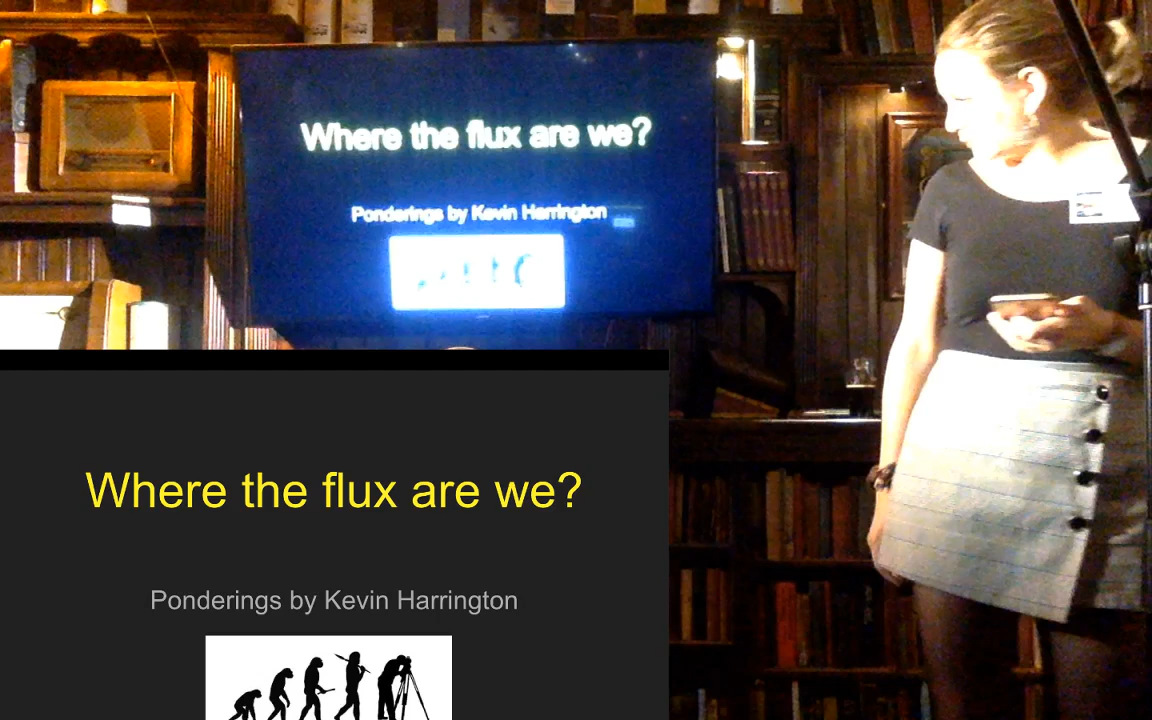 Where the flux are we?
Ponderings by Kevin Harrington
Where the flux are we?
Ponderings by Kevin Harrington